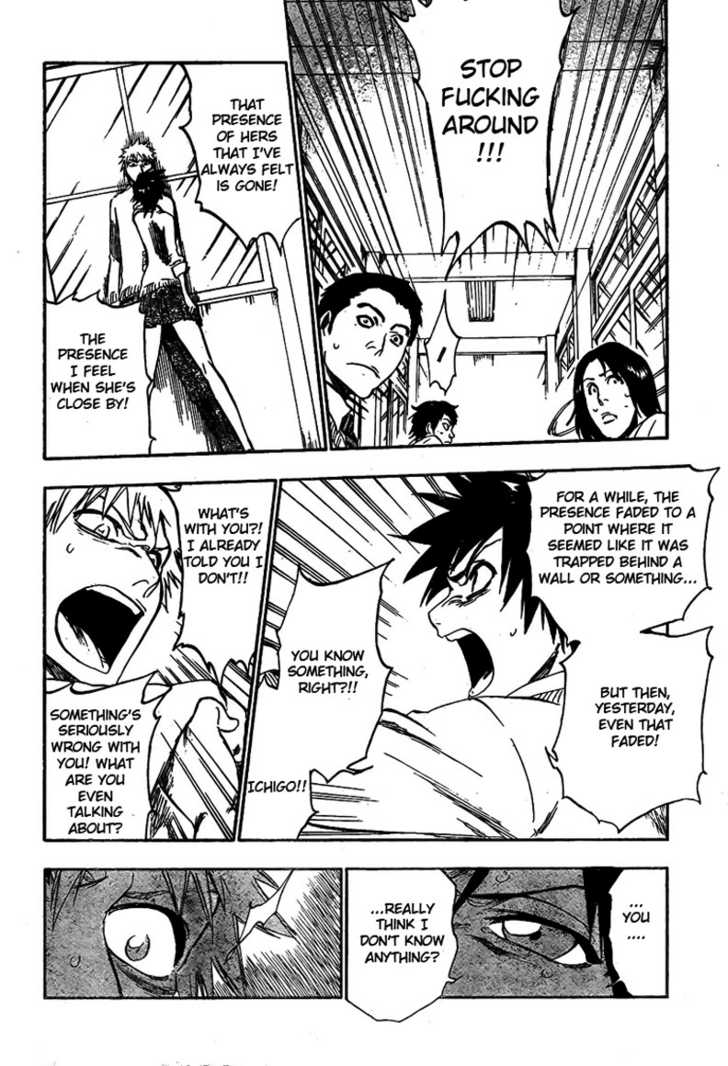 STOP
FUCKING
AROUND
!!!
THAT
PRESENCE
OF HERS
THAT I'VE
ALWAYS FELT
IS GONE!
THE
PRESENCE
I FEEL
WHEN SHE'S
CLOSE BY!
FOR A WHILE, THE
PRESENCE FADED TO A
POINT WHERE IT
SEEMED LIKE IT WAS
TRAPPED BEHIND A
WALL OR SOMETHING...
BUT THEN,
YESTERDAY,
EVEN THAT
FADED!
YOU KNOW
SOMETHING,
RIGHT?!!
ICHIGO!!
WHAT'S
WITH YOU?!
I ALREADY
TOLD YOU I
DON'T!!
SOMETHING'S
SERIOUSLY
WRONG WITH
YOU! WHAT
ARE YOU
EVEN
TALKING
ABOUT?
...
YOU
....
...REALLY
THINK I
DON'T KNOW
ANYTHING?